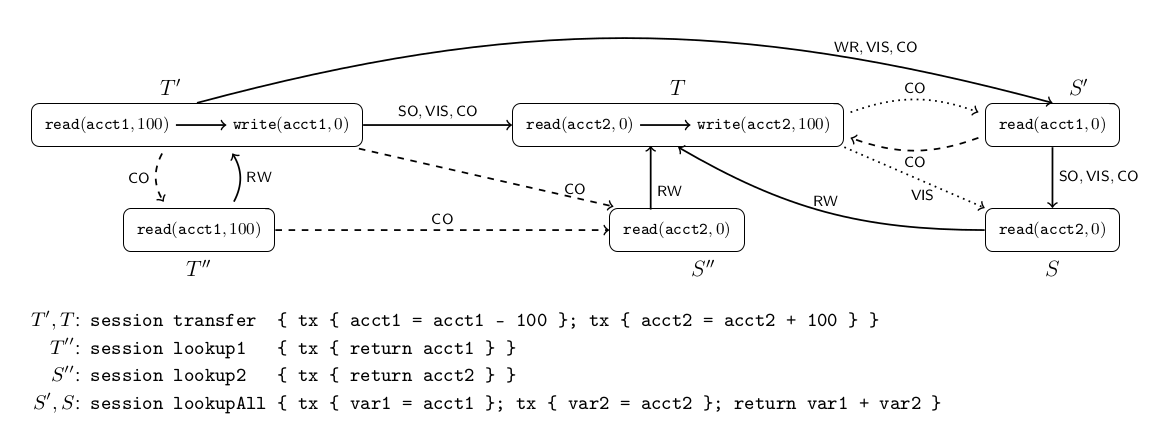 WR, VIS, CO
T′ T S′
CO
read(acct1, 100) write(acct1, 0) SO, VIS, CO read(acct2, 0) write(acct2, 100) read(acct1, 0)
CO
CO RW CO RW VIS RW SO, VIS, CO
read(acct1, 100) CO read(acct2, 0) read(acct2, 0)
T″ S″ S
T′, T: session transfer { tx { acct1 = acct1 - 100 }; tx { acct2 = acct2 + 100 } }
T″: session lookup1 { tx { return acct1 } }
S″: session lookup2 { tx { return acct2 } }
S′, S: session lookupAll { tx { var1 = acct1 }; tx { var2 = acct2 }; return var1 + var2 }